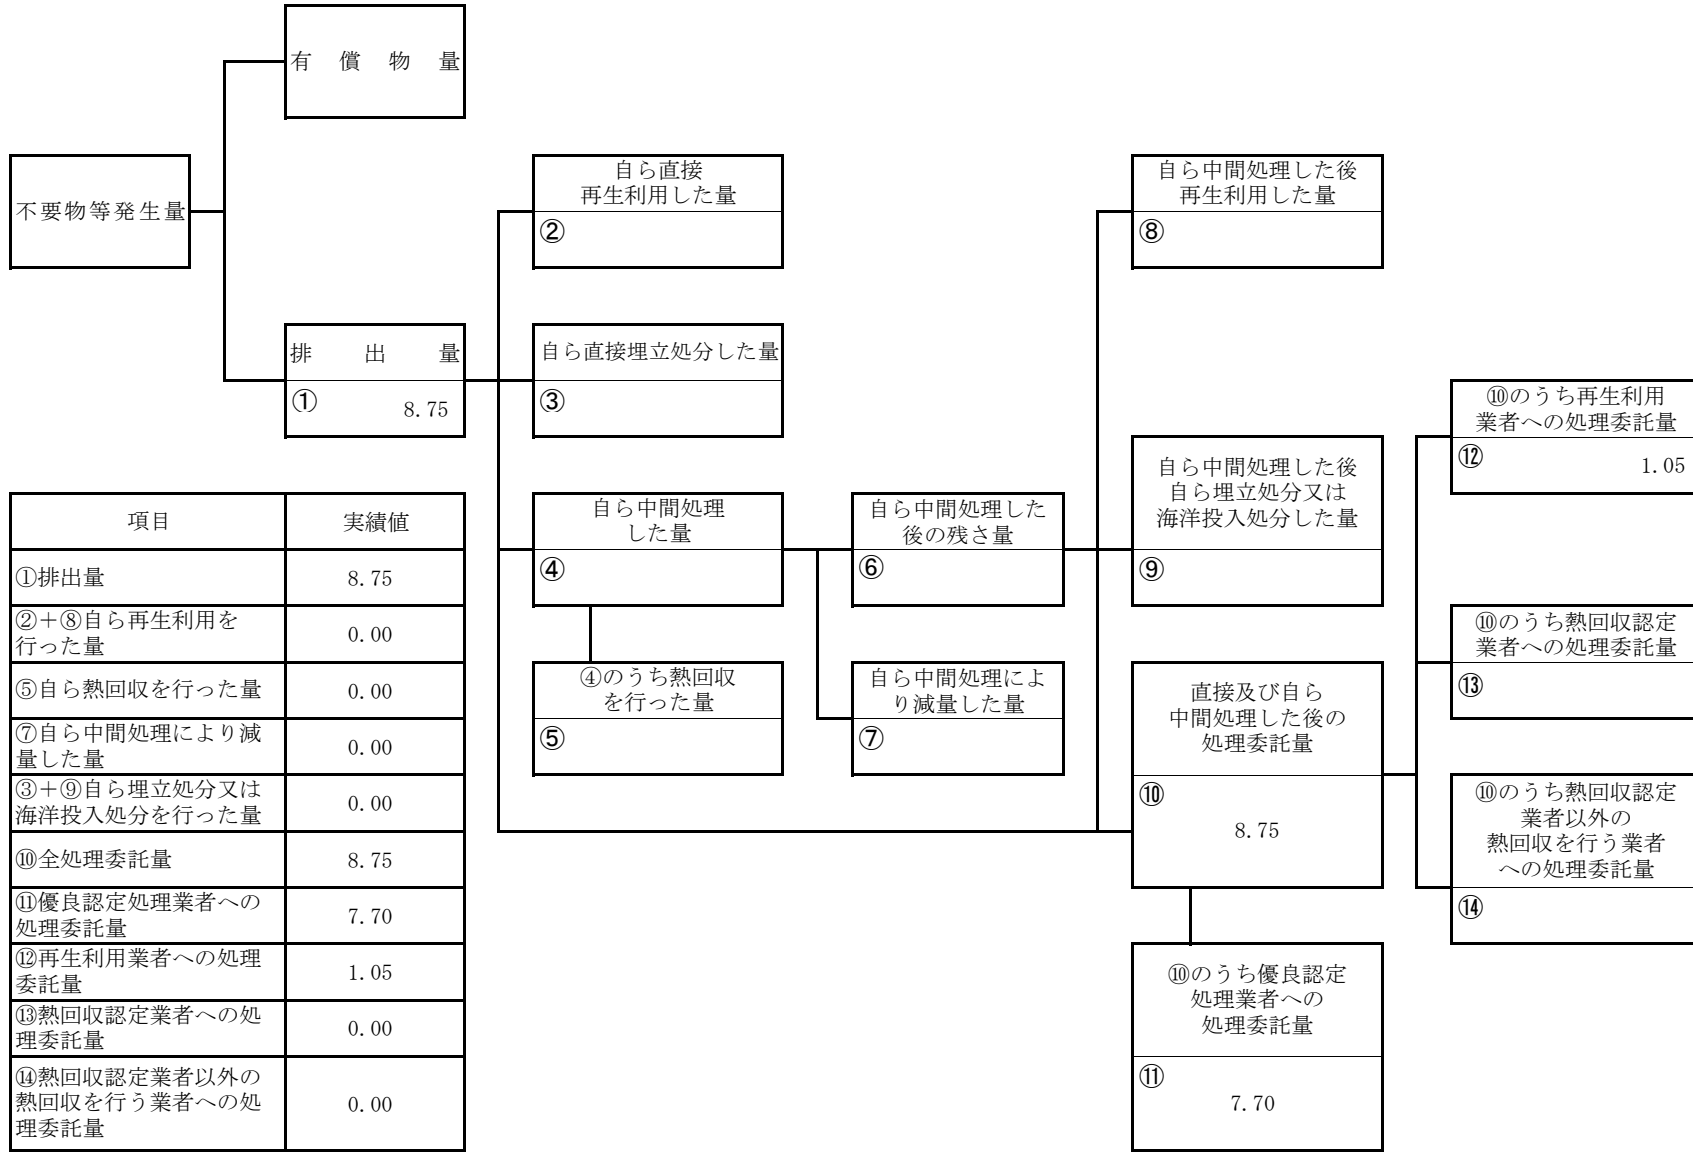 有償物量
不要物等発生量
自ら直接
再生利用した量
②
自ら中間処理した後
再生利用した量
⑧
排出量
① 8.75
自ら直接埋立処分した量
③
⑩のうち再生利用
業者への処理委託量
⑫ 1.05
自ら中間処理した後
自ら埋立処分又は
海洋投入処分した量
⑨
自ら中間処理
した量
④
自ら中間処理した
後の残さ量
⑥
⑩のうち熱回収認定
業者への処理委託量
⑬
④のうち熱回収
を行った量
⑤
自ら中間処理によ
り減量した量
⑦
直接及び自ら
中間処理した後の
処理委託量
⑩
8.75
⑩のうち熱回収認定
業者以外の
熱回収を行う業者
への処理委託量
⑭
⑩のうち優良認定
処理業者への
処理委託量
⑪
7.70
項目 実績値
①排出量 8.75
②+⑧自ら再生利用を
行った量 0.00
⑤自ら熱回収を行った量 0.00
⑦自ら中間処理により減
量した量 0.00
③+⑨自ら埋立処分又は
海洋投入処分を行った量 0.00
⑩全処理委託量 8.75
⑪優良認定処理業者への
処理委託量 7.70
⑫再生利用業者への処理
委託量 1.05
⑬熱回収認定業者への処
理委託量 0.00
⑭熱回収認定業者以外の
熱回収を行う業者への処 0.00
理委託量